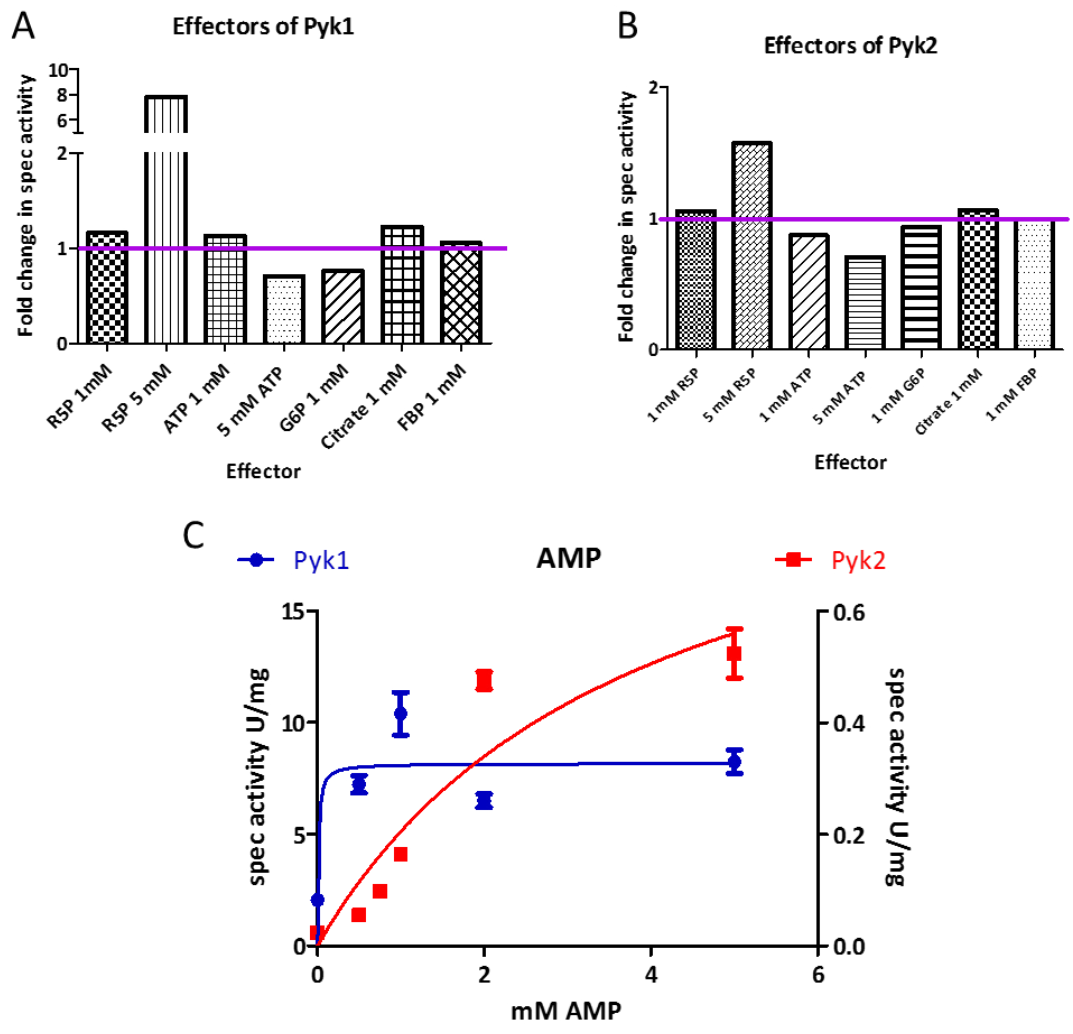 A
Effectors of Pyk1
Fold change in spec activity
10
8
6
2
1
0
R5P 1mM
R5P 5 mM
ATP 1 mM
5 mM ATP
G6P 1 mM
Citrate 1 mM
FBP 1 mM
Effector
B
Effectors of Pyk2
Fold change in spec activity
2
1
0
1 mM R5P
5 mM R5P
1 mM ATP
5 mM ATP
1 mM G6P
Citrate 1 mM
1 mM FBP
Effector
C
Pyk1
AMP
Pyk2
spec activity U/mg
15
10
5
0
0.6
0.4
0.2
0.0
spec activity U/mg
0 2 4 6
mM AMP